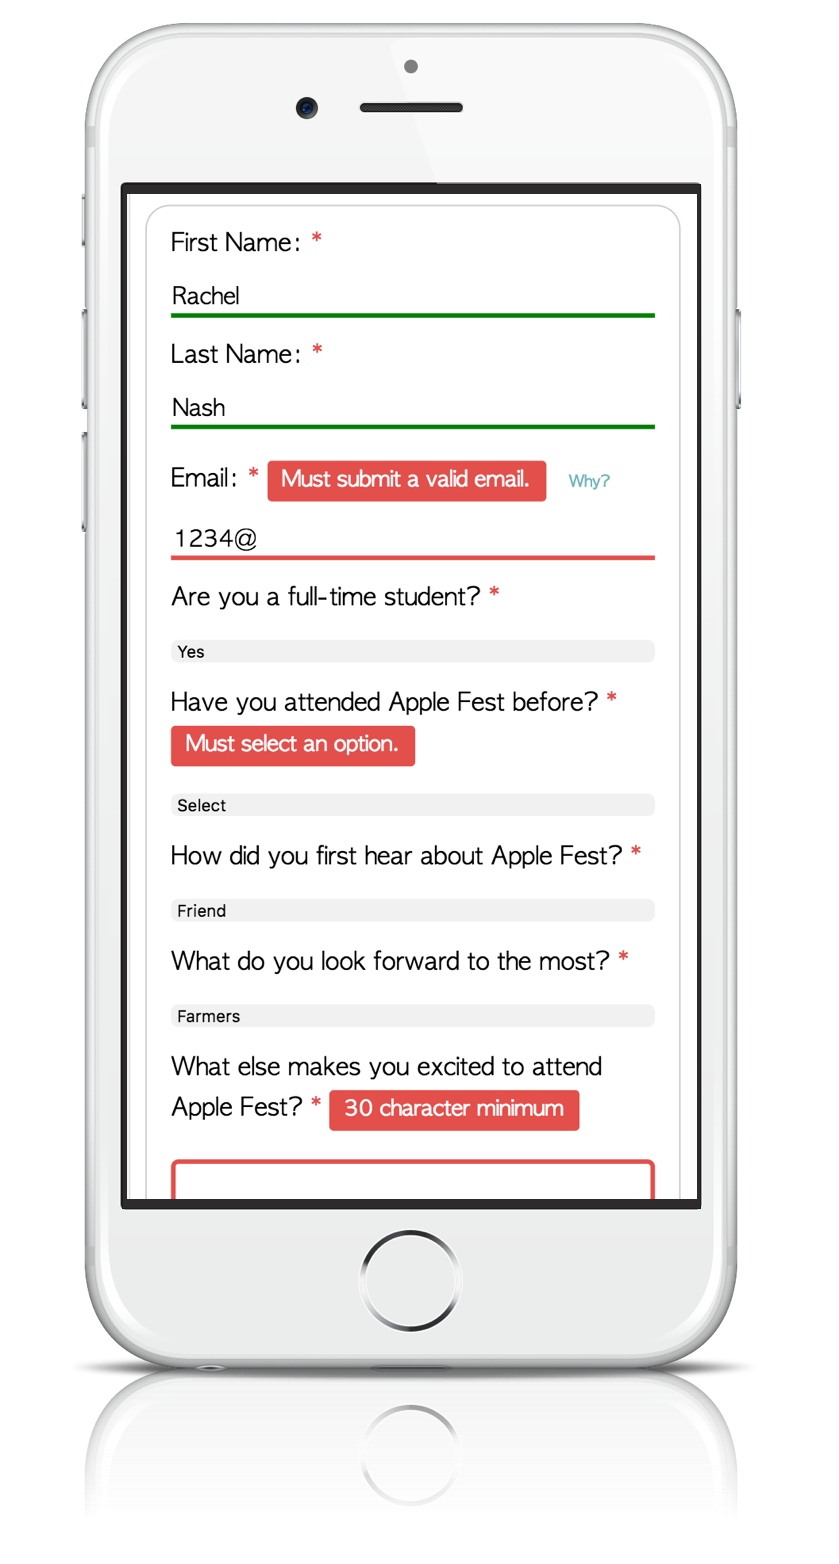 First Name: *
Rachel
Last Name: *
Nash
Email: * Must submit a valid email. Why?
1234@
Are you a full-time student? *
Yes
Have you attended Apple Fest before? *
Must select an option.
Select
How did you first hear about Apple Fest? *
Friend
What do you look forward to the most? *
Farmers
What else makes you excited to attend
Apple Fest? * 30 character minimum